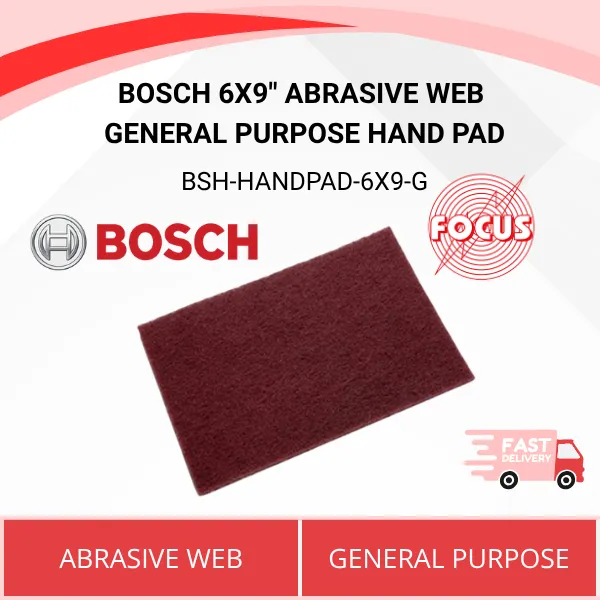 BOSCH 6X9" ABRASIVE WEB
GENERAL PURPOSE HAND PAD
BSH-HANDPAD-6X9-G
BOSCH
FOCUS
FAST
DELIVERY
ABRASIVE WEB
GENERAL PURPOSE